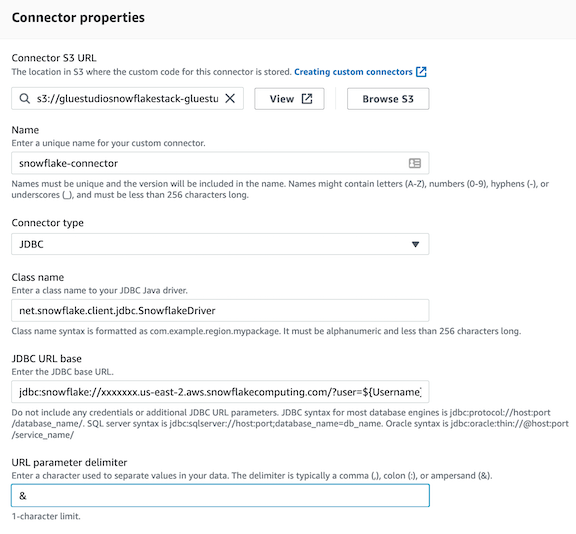 Connector properties
Connector S3 URL
The location in S3 where the custom code for this connector is stored. Creating custom connectors
s3://gluestudiosnowflakestack-gluestu
View
Browse S3
Name
Enter a unique name for your custom connector.
snowflake-connector
Names must be unique and the version will be included in the name. Names might contain letters (A-Z), numbers (0-9), hyphens (-), or
underscores (_), and must be less than 256 characters long.
Connector type
JDBC
Class name
Enter a class name to your JDBC Java driver.
net.snowflake.client.jdbc.SnowflakeDriver
Class name syntax is formatted as com.example.region.mypackage. It must be alphanumeric and less than 256 characters long.
JDBC URL base
Enter the JDBC base URL.
jdbc:snowflake://xxxxxxx.us-east-2.aws.snowflakecomputing.com/?user=${Username}
Do not include any credentials or additional JDBC URL parameters. JDBC syntax for most database engines is jdbc:protocol://host:port
/database_name/. SQL server syntax is jdbc:sqlserver://host:port;database_name=db_name. Oracle syntax is jdbc:oracle:thin://@host:port
/service_name/
URL parameter delimiter
Enter a character used to separate values in your data. The delimiter is typically a comma (,), colon (:), or ampersand (&).
&
1-character limit.